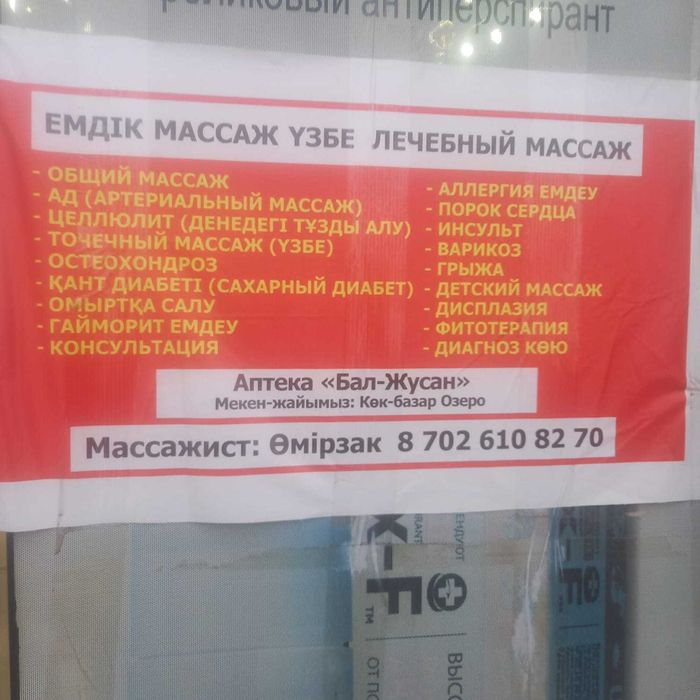 роликовый антиперспирант
ЕМДІК МАССАЖ ҮЗБЕ ЛЕЧЕБНЫЙ МАССАЖ
- ОБЩИЙ МАССАЖ
- АД (АРТЕРИАЛЬНЫЙ МАССАЖ)
- ЦЕЛЛЮЛИТ (ДЕНЕДЕГІ ТҰЗДЫ АЛУ)
- ТОЧЕЧНЫЙ МАССАЖ (ҮЗБЕ)
- ОСТЕОХОНДРОЗ
- ҚАНТ ДИАБЕТІ (САХАРНЫЙ ДИАБЕТ)
- ОМЫРТҚА САЛУ
- ГАЙМОРИТ ЕМДЕУ
- КОНСУЛЬТАЦИЯ
- АЛЛЕРГИЯ ЕМДЕУ
- ПОРОК СЕРДЦА
- ИНСУЛЬТ
- ВАРИКОЗ
- ГРЫЖА
- ДЕТСКИЙ МАССАЖ
- ДИСПЛАЗИЯ
- ФИТОТЕРАПИЯ
- ДИАГНОЗ КӨЮ
Аптека «Бал-Жусан»
Мекен-жайымыз: Көк-базар Озеро
Массажист: Өмірзак 8 702 610 82 70